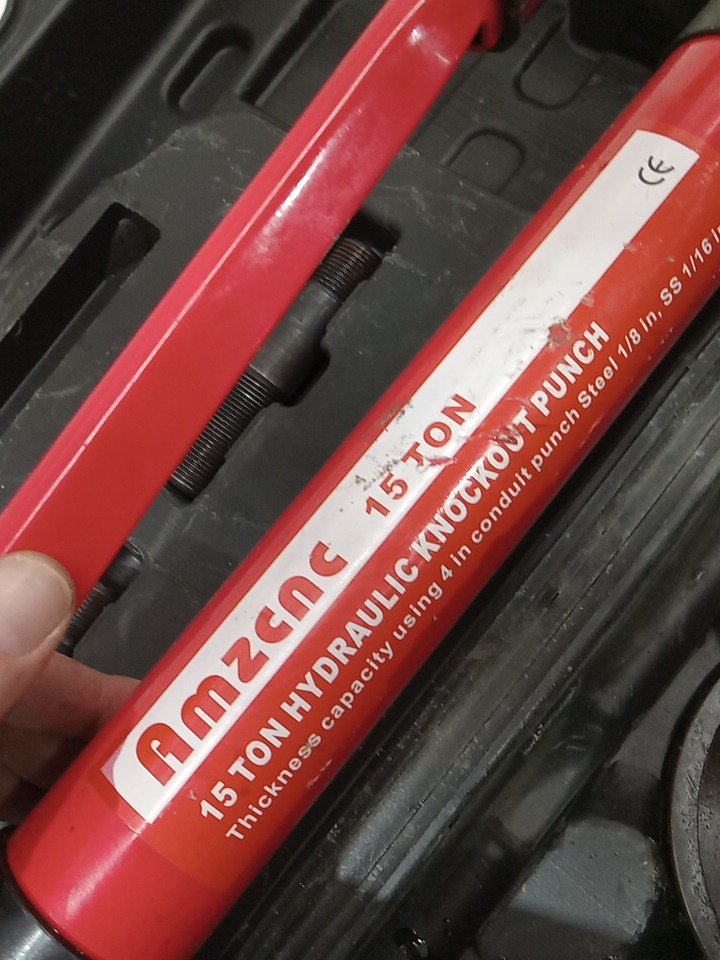 CE
Amzcnc 15 TON
15 TON HYDRAULIC KNOCKOUT PUNCH
Thickness capacity using 4 in conduit punch Steel 1/8 in, SS 1/16 in